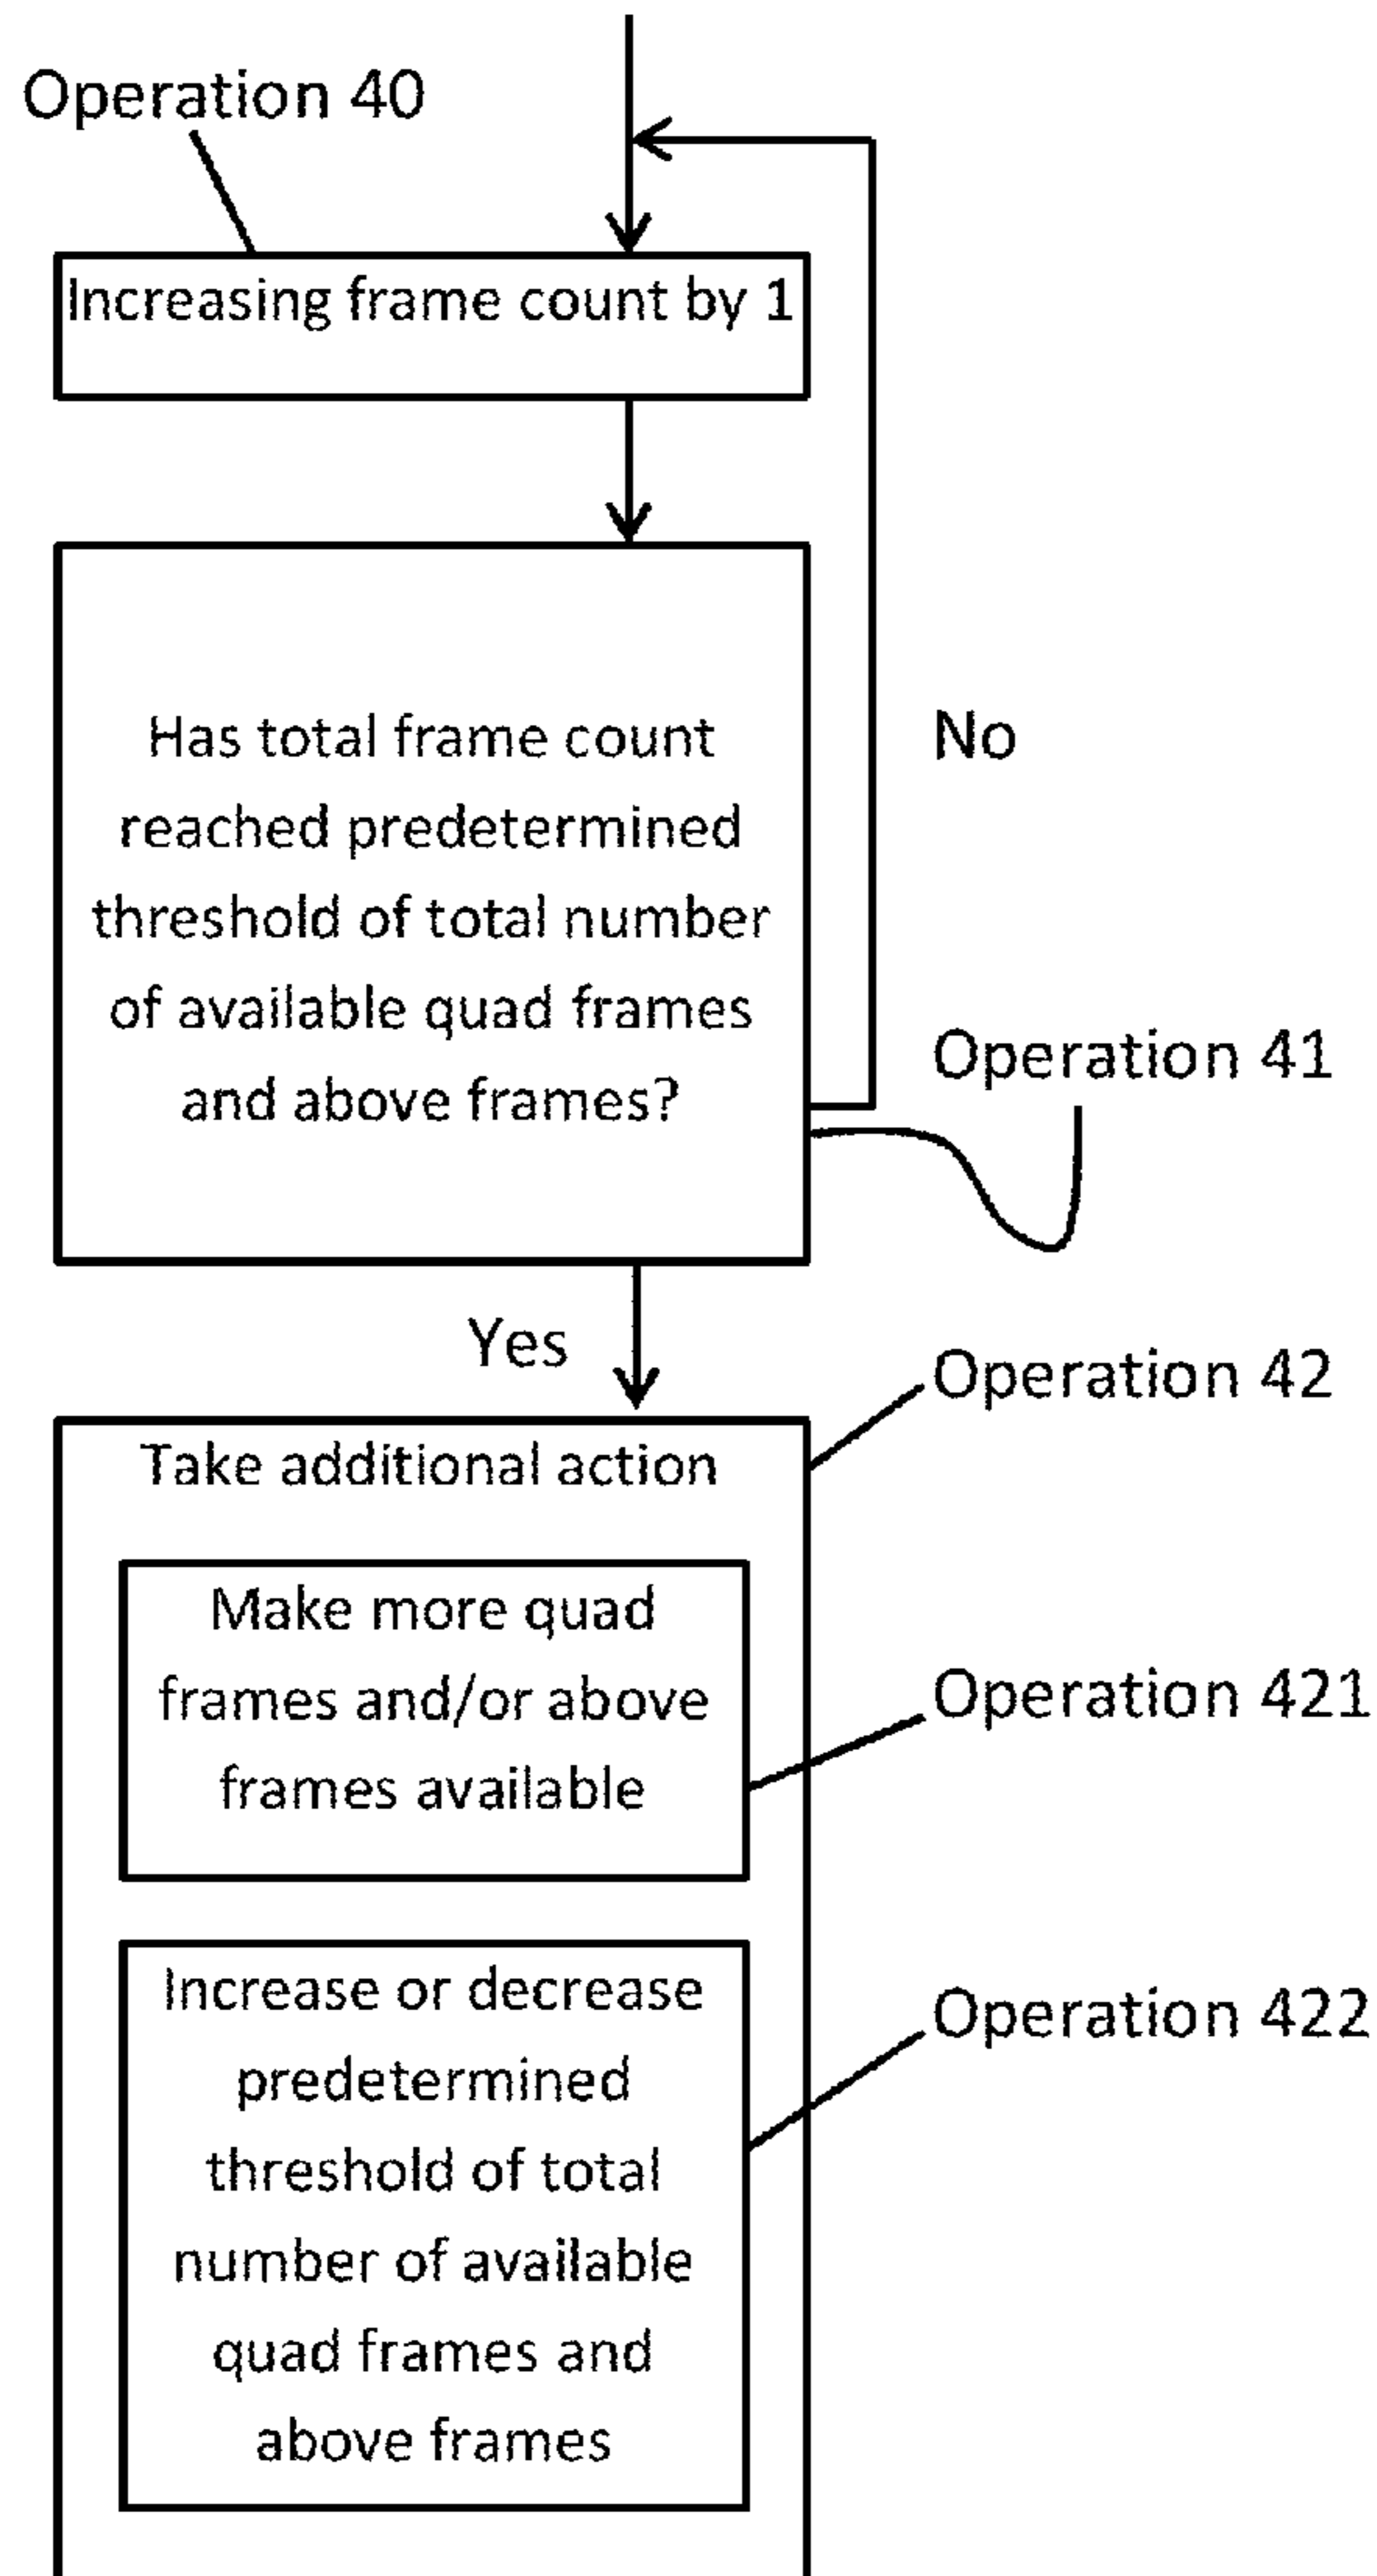 Operation 40
Increasing frame count by 1
Has total frame count
reached predetermined
threshold of total number
of available quad frames
and above frames?
No
Operation 41
Yes
Operation 42
Take additional action
Make more quad
frames and/or above
frames available
Operation 421
Increase or decrease
predetermined
threshold of total
number of available
quad frames and
above frames
Operation 422